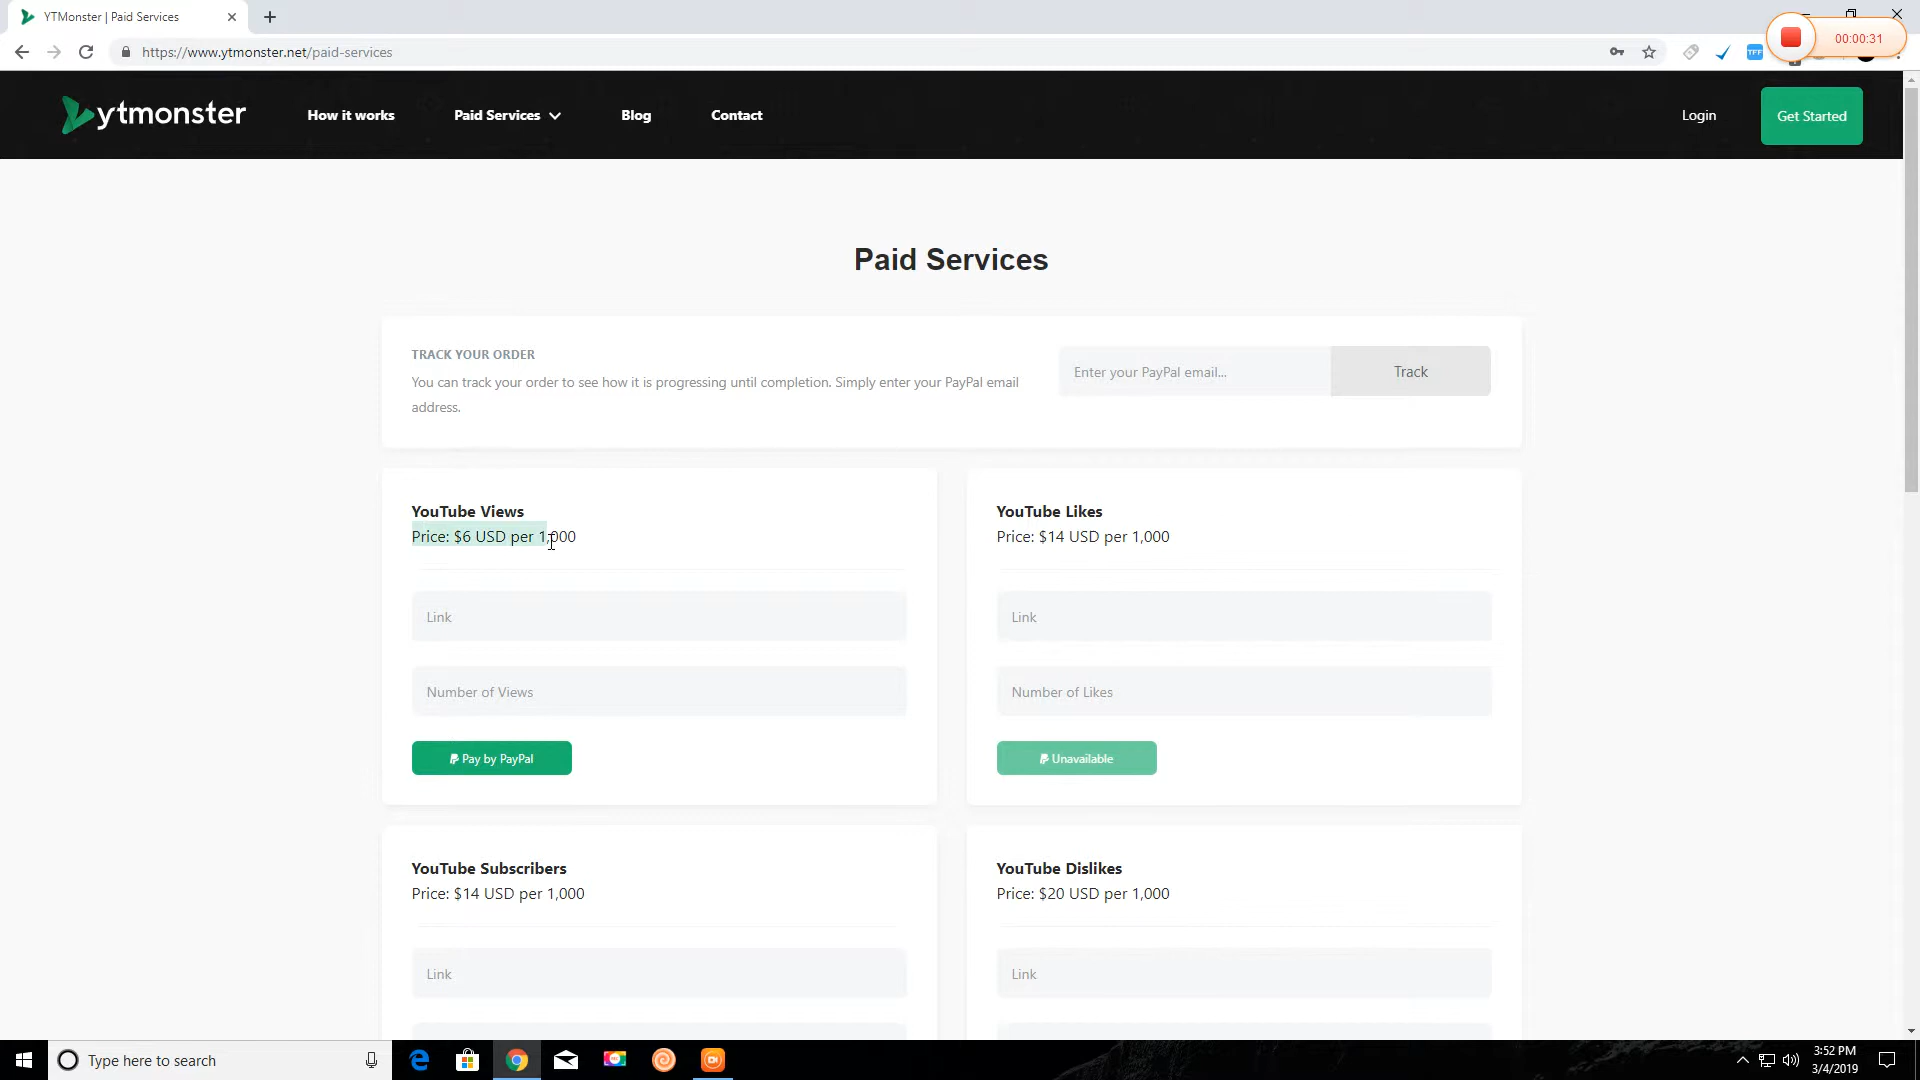 YTMonster | Paid Services
https://www.ytmonster.net/paid-services
TFF
00:00:31
ytmonster
How it works
Paid Services
Blog
Contact
Login
Get Started
Paid Services
TRACK YOUR ORDER
You can track your order to see how it is progressing until completion. Simply enter your PayPal email
address.
Enter your PayPal email...
Track
YouTube Views
Price: $6 USD per 1,000
Link
Number of Views
Pay by PayPal
YouTube Likes
Price: $14 USD per 1,000
Link
Number of Likes
Unavailable
YouTube Subscribers
Price: $14 USD per 1,000
Link
YouTube Dislikes
Price: $20 USD per 1,000
Link
Type here to search
3:52 PM
3/4/2019